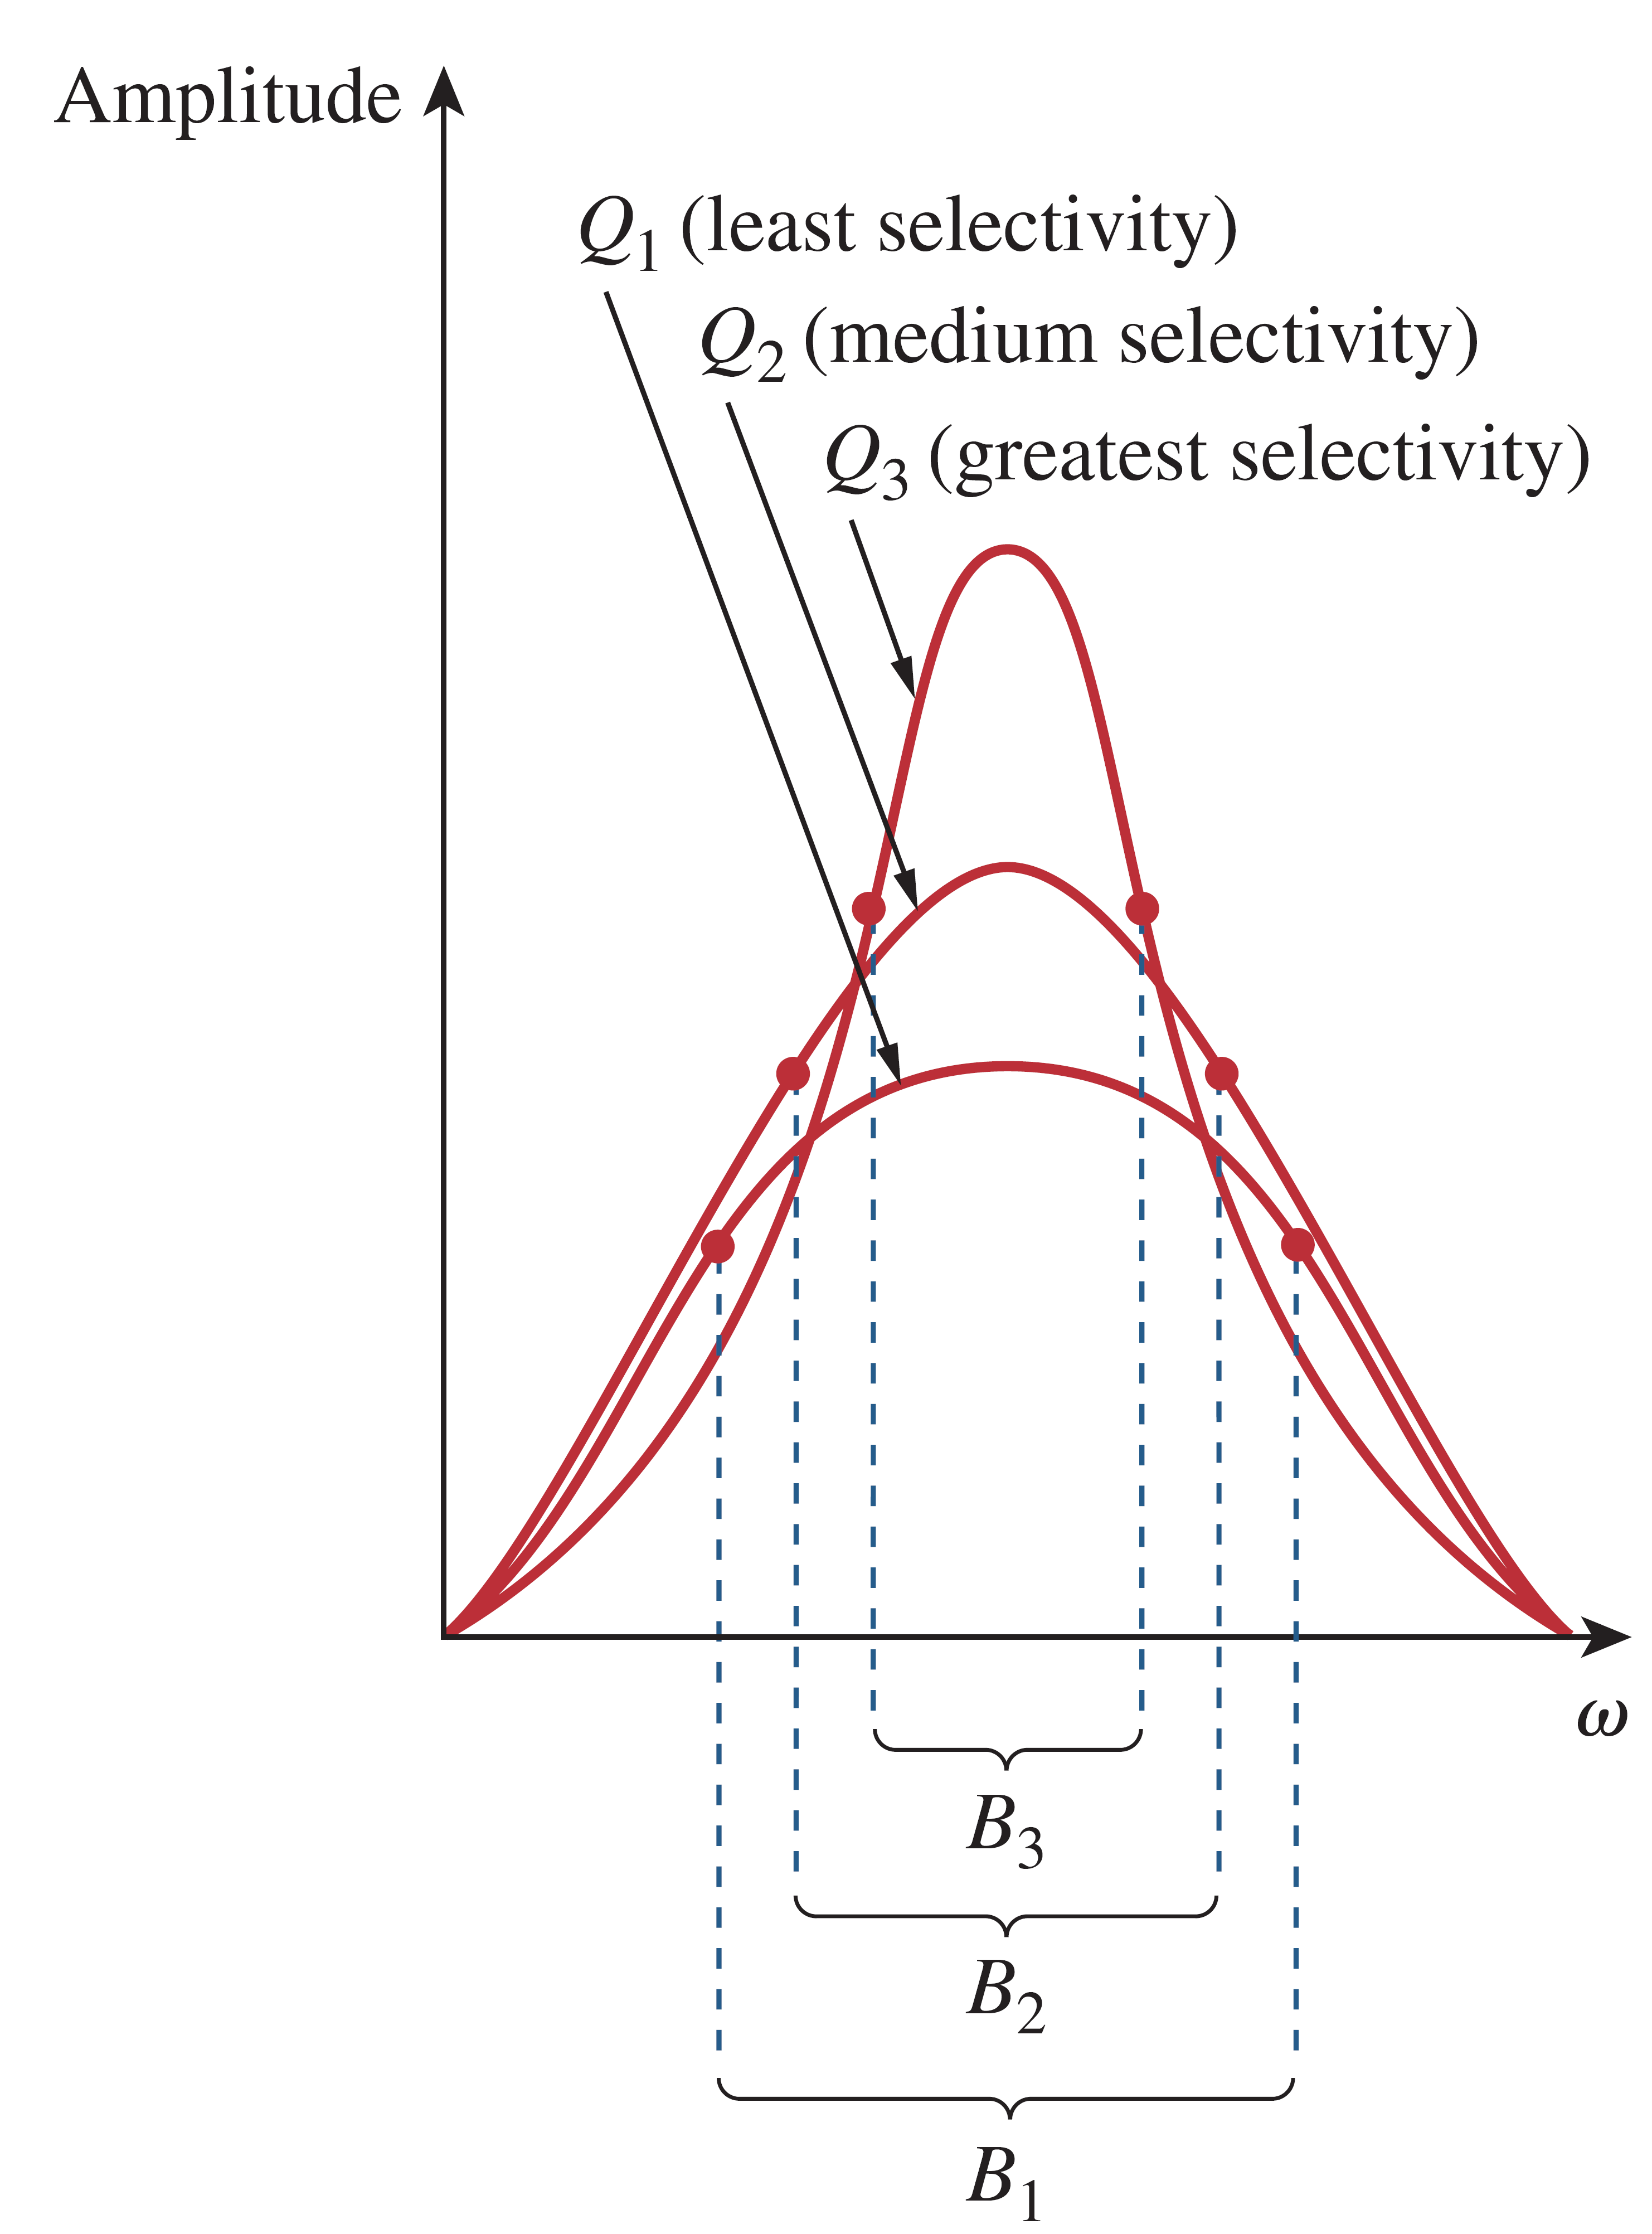 Amplitude
Q1 (least selectivity)
Q2 (medium selectivity)
Q3 (greatest selectivity)
ω
B3
B2
B1